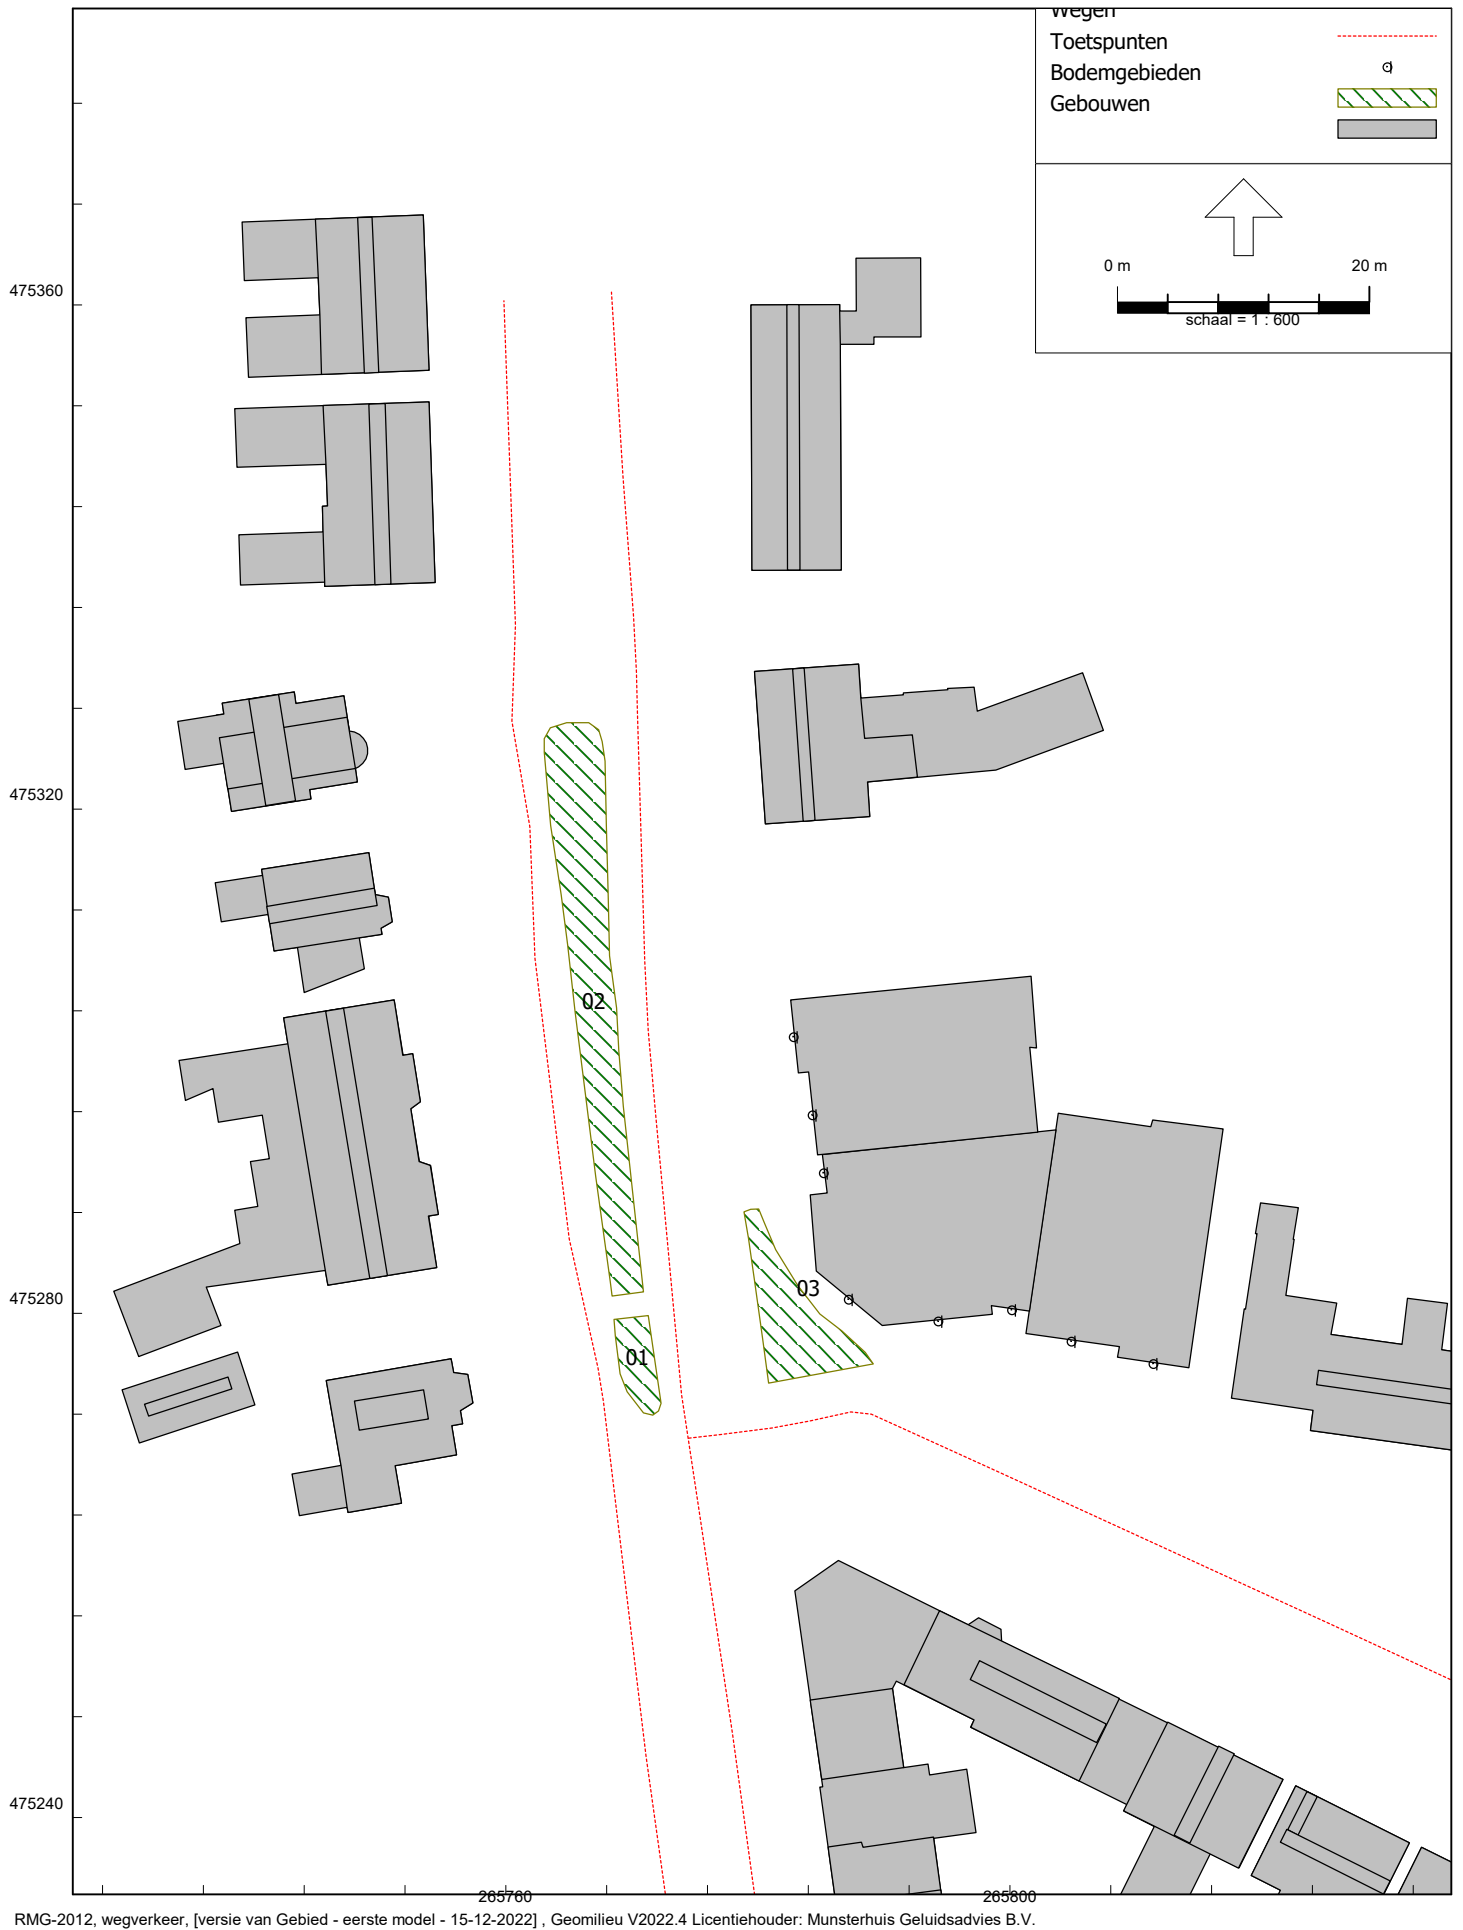 Wegen
Toetspunten
Bodemgebieden
Gebouwen
0 m 20 m
schaal = 1 : 600
475360
475320
02
475280
03
01
475240
265760 265800
RMG-2012, wegverkeer, [versie van Gebied - eerste model - 15-12-2022] , Geomilieu V2022.4 Licentiehouder: Munsterhuis Geluidsadvies B.V.